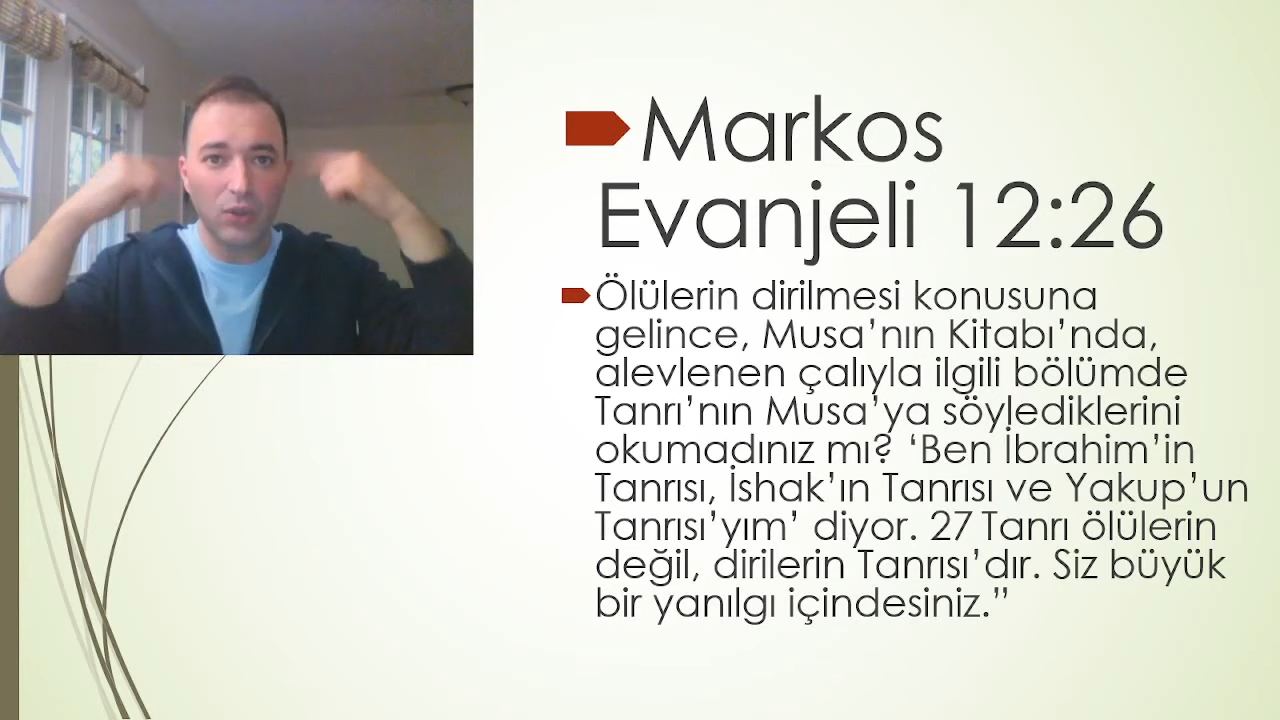 Markos
Evanjeli 12:26
Ölülerin dirilmesi konusuna
gelince, Musa’nın Kitabı’nda,
alevlenen çalıyla ilgili bölümde
Tanrı’nın Musa’ya söylediklerini
okumadınız mı? ‘Ben İbrahim’in
Tanrısı, İshak’ın Tanrısı ve Yakup’un
Tanrısı’yım’ diyor. 27 Tanrı ölülerin
değil, dirilerin Tanrısı’dır. Siz büyük
bir yanılgı içindesiniz.”